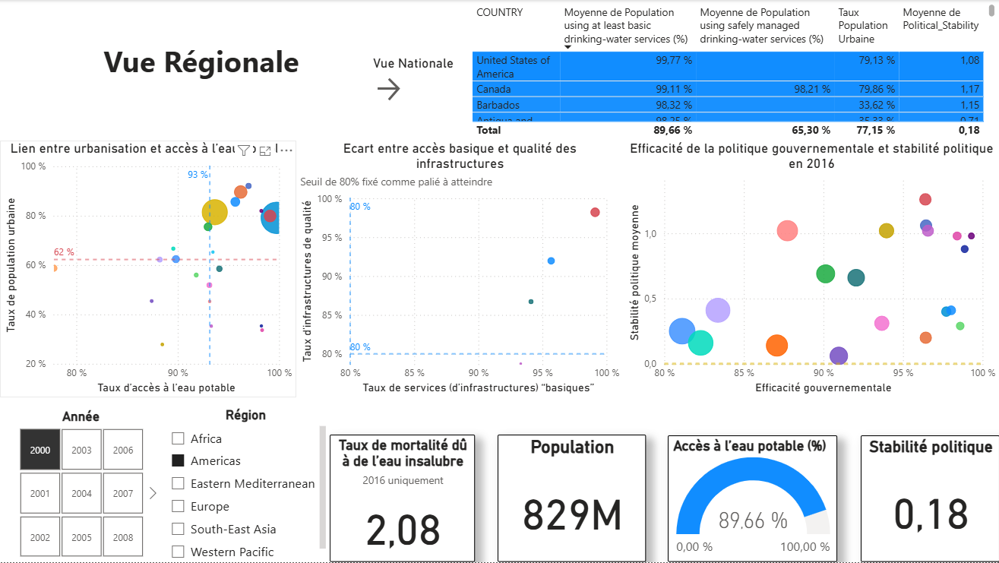 Vue Régionale
Vue Nationale
COUNTRY
Moyenne de Population
using at least basic
drinking-water services (%)
Moyenne de Population
using safely managed
drinking-water services (%)
Taux
Population
Urbaine
Moyenne de
Political_Stability
United States of
America
99,77 % 79,13 % 1,08
Canada 99,11 % 98,21 % 79,86 % 1,17
Barbados 98,32 % 33,62 % 1,15
Antigua and 98,25 % 35,33 % 0,71
Total 89,66 % 65,30 % 77,15 % 0,18
Lien entre urbanisation et accès à l'eau
100 %
80 %
60 %
40 %
20 %
93 %
62 %
80 % 90 % 100 %
Taux de population urbaine
Taux d'accès à l'eau potable
Ecart entre accès basique et qualité des
infrastructures
Seuil de 80% fixé comme palié à atteindre
100 %
95 %
90 %
85 %
80 %
80 %
80 %
80 % 85 % 90 % 95 % 100 %
Taux d'infrastructures de qualité
Taux de services (d'infrastructures) “basiques”
Efficacité de la politique gouvernementale et stabilité politique
en 2016
1,0
0,5
0,0
80 % 85 % 90 % 95 % 100 %
Stabilité politique moyenne
Efficacité gouvernementale
Année
2000 2003 2006
2001 2004 2007
2002 2005 2008
Région
Africa
Americas
Eastern Mediterranean
Europe
South-East Asia
Western Pacific
Taux de mortalité dû
à de l'eau insalubre
2016 uniquement
2,08
Population
829M
Accès à l'eau potable (%)
89,66 %
0,00 % 100,00 %
Stabilité politique
0,18